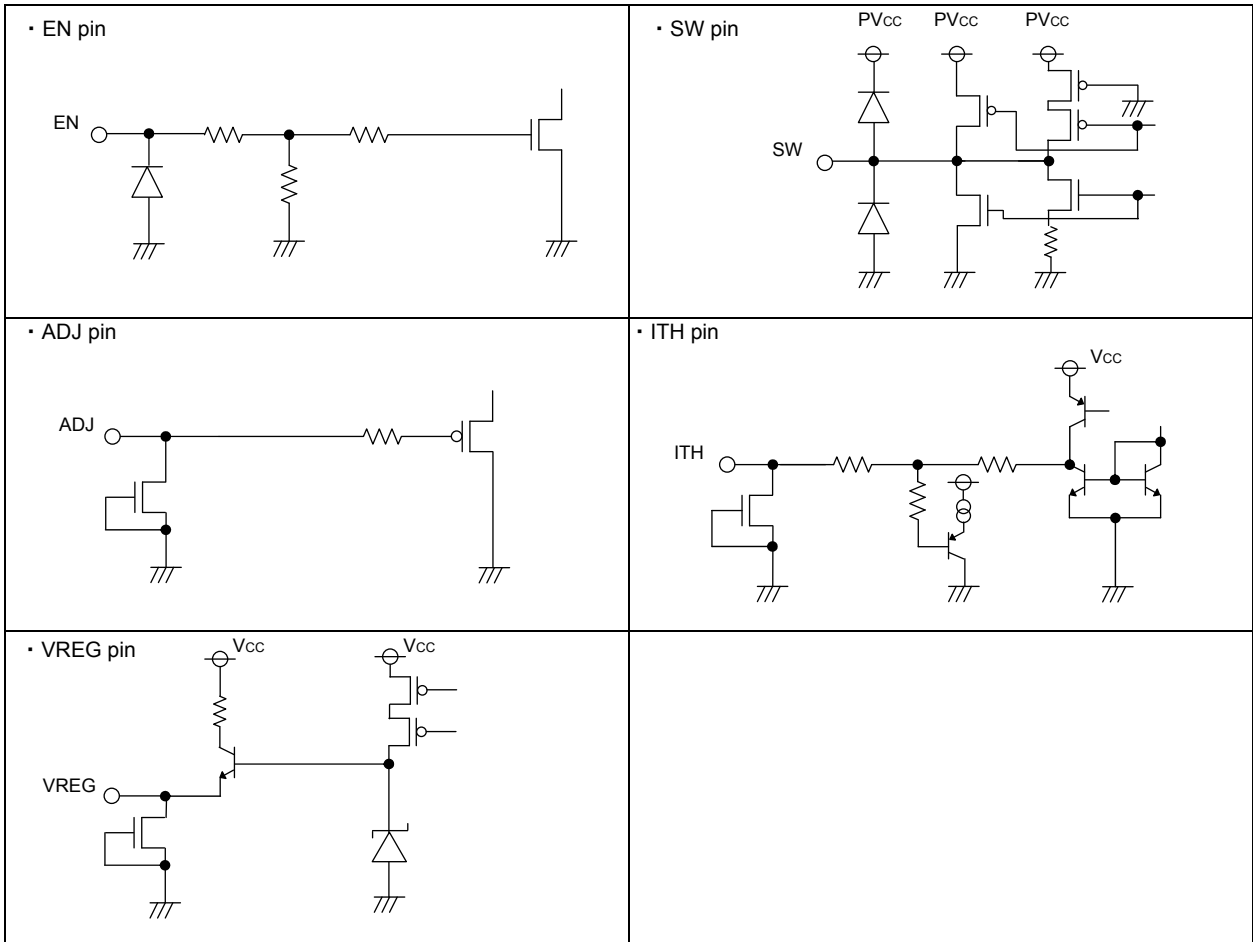 ・EN pin
EN
・SW pin
PVCC PVCC PVCC
SW
・ADJ pin
ADJ
・ITH pin
VCC
ITH
・VREG pin
VCC VCC
VREG